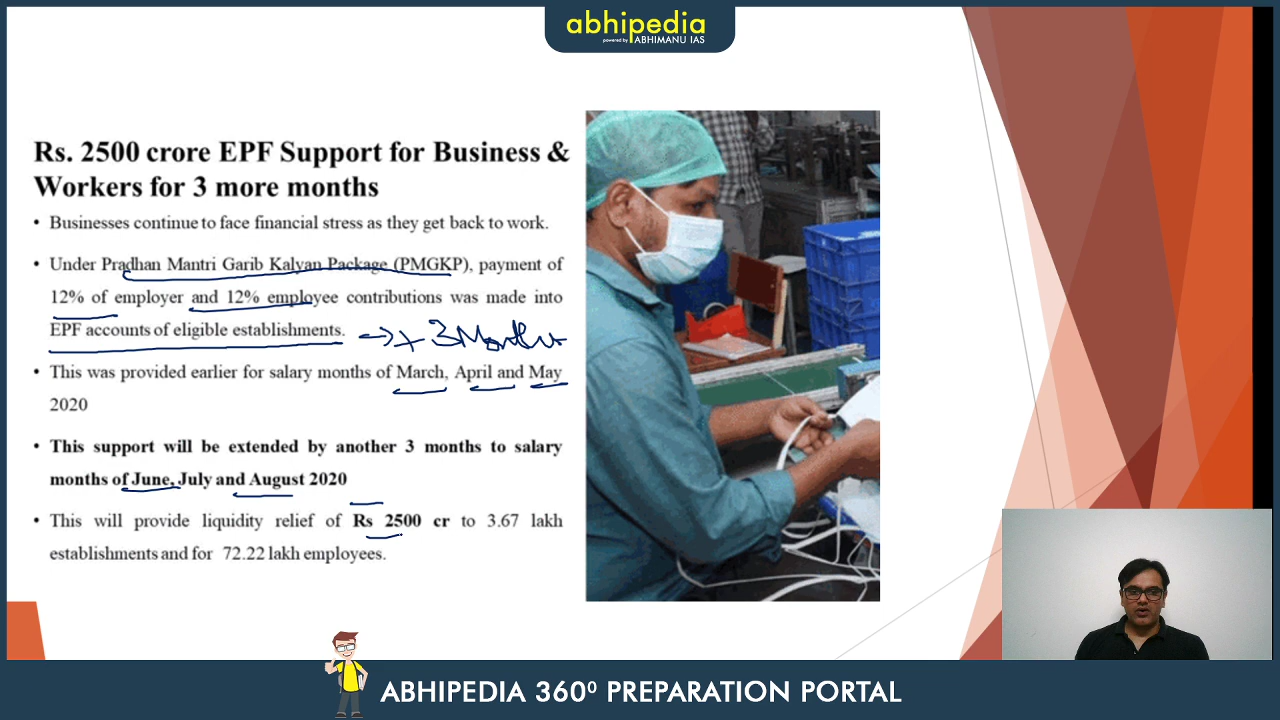 abhipedia
powered by ABHIMANU IAS
Rs. 2500 crore EPF Support for Business &
Workers for 3 more months
• Businesses continue to face financial stress as they get back to work.
• Under Pradhan Mantri Garib Kalyan Package (PMGKP), payment of
12% of employer and 12% employee contributions was made into
EPF accounts of eligible establishments. → + 3 Months
• This was provided earlier for salary months of March, April and May
2020
• This support will be extended by another 3 months to salary
months of June, July and August 2020
• This will provide liquidity relief of Rs 2500 cr to 3.67 lakh
establishments and for 72.22 lakh employees.
ABHIPEDIA 360⁰ PREPARATION PORTAL